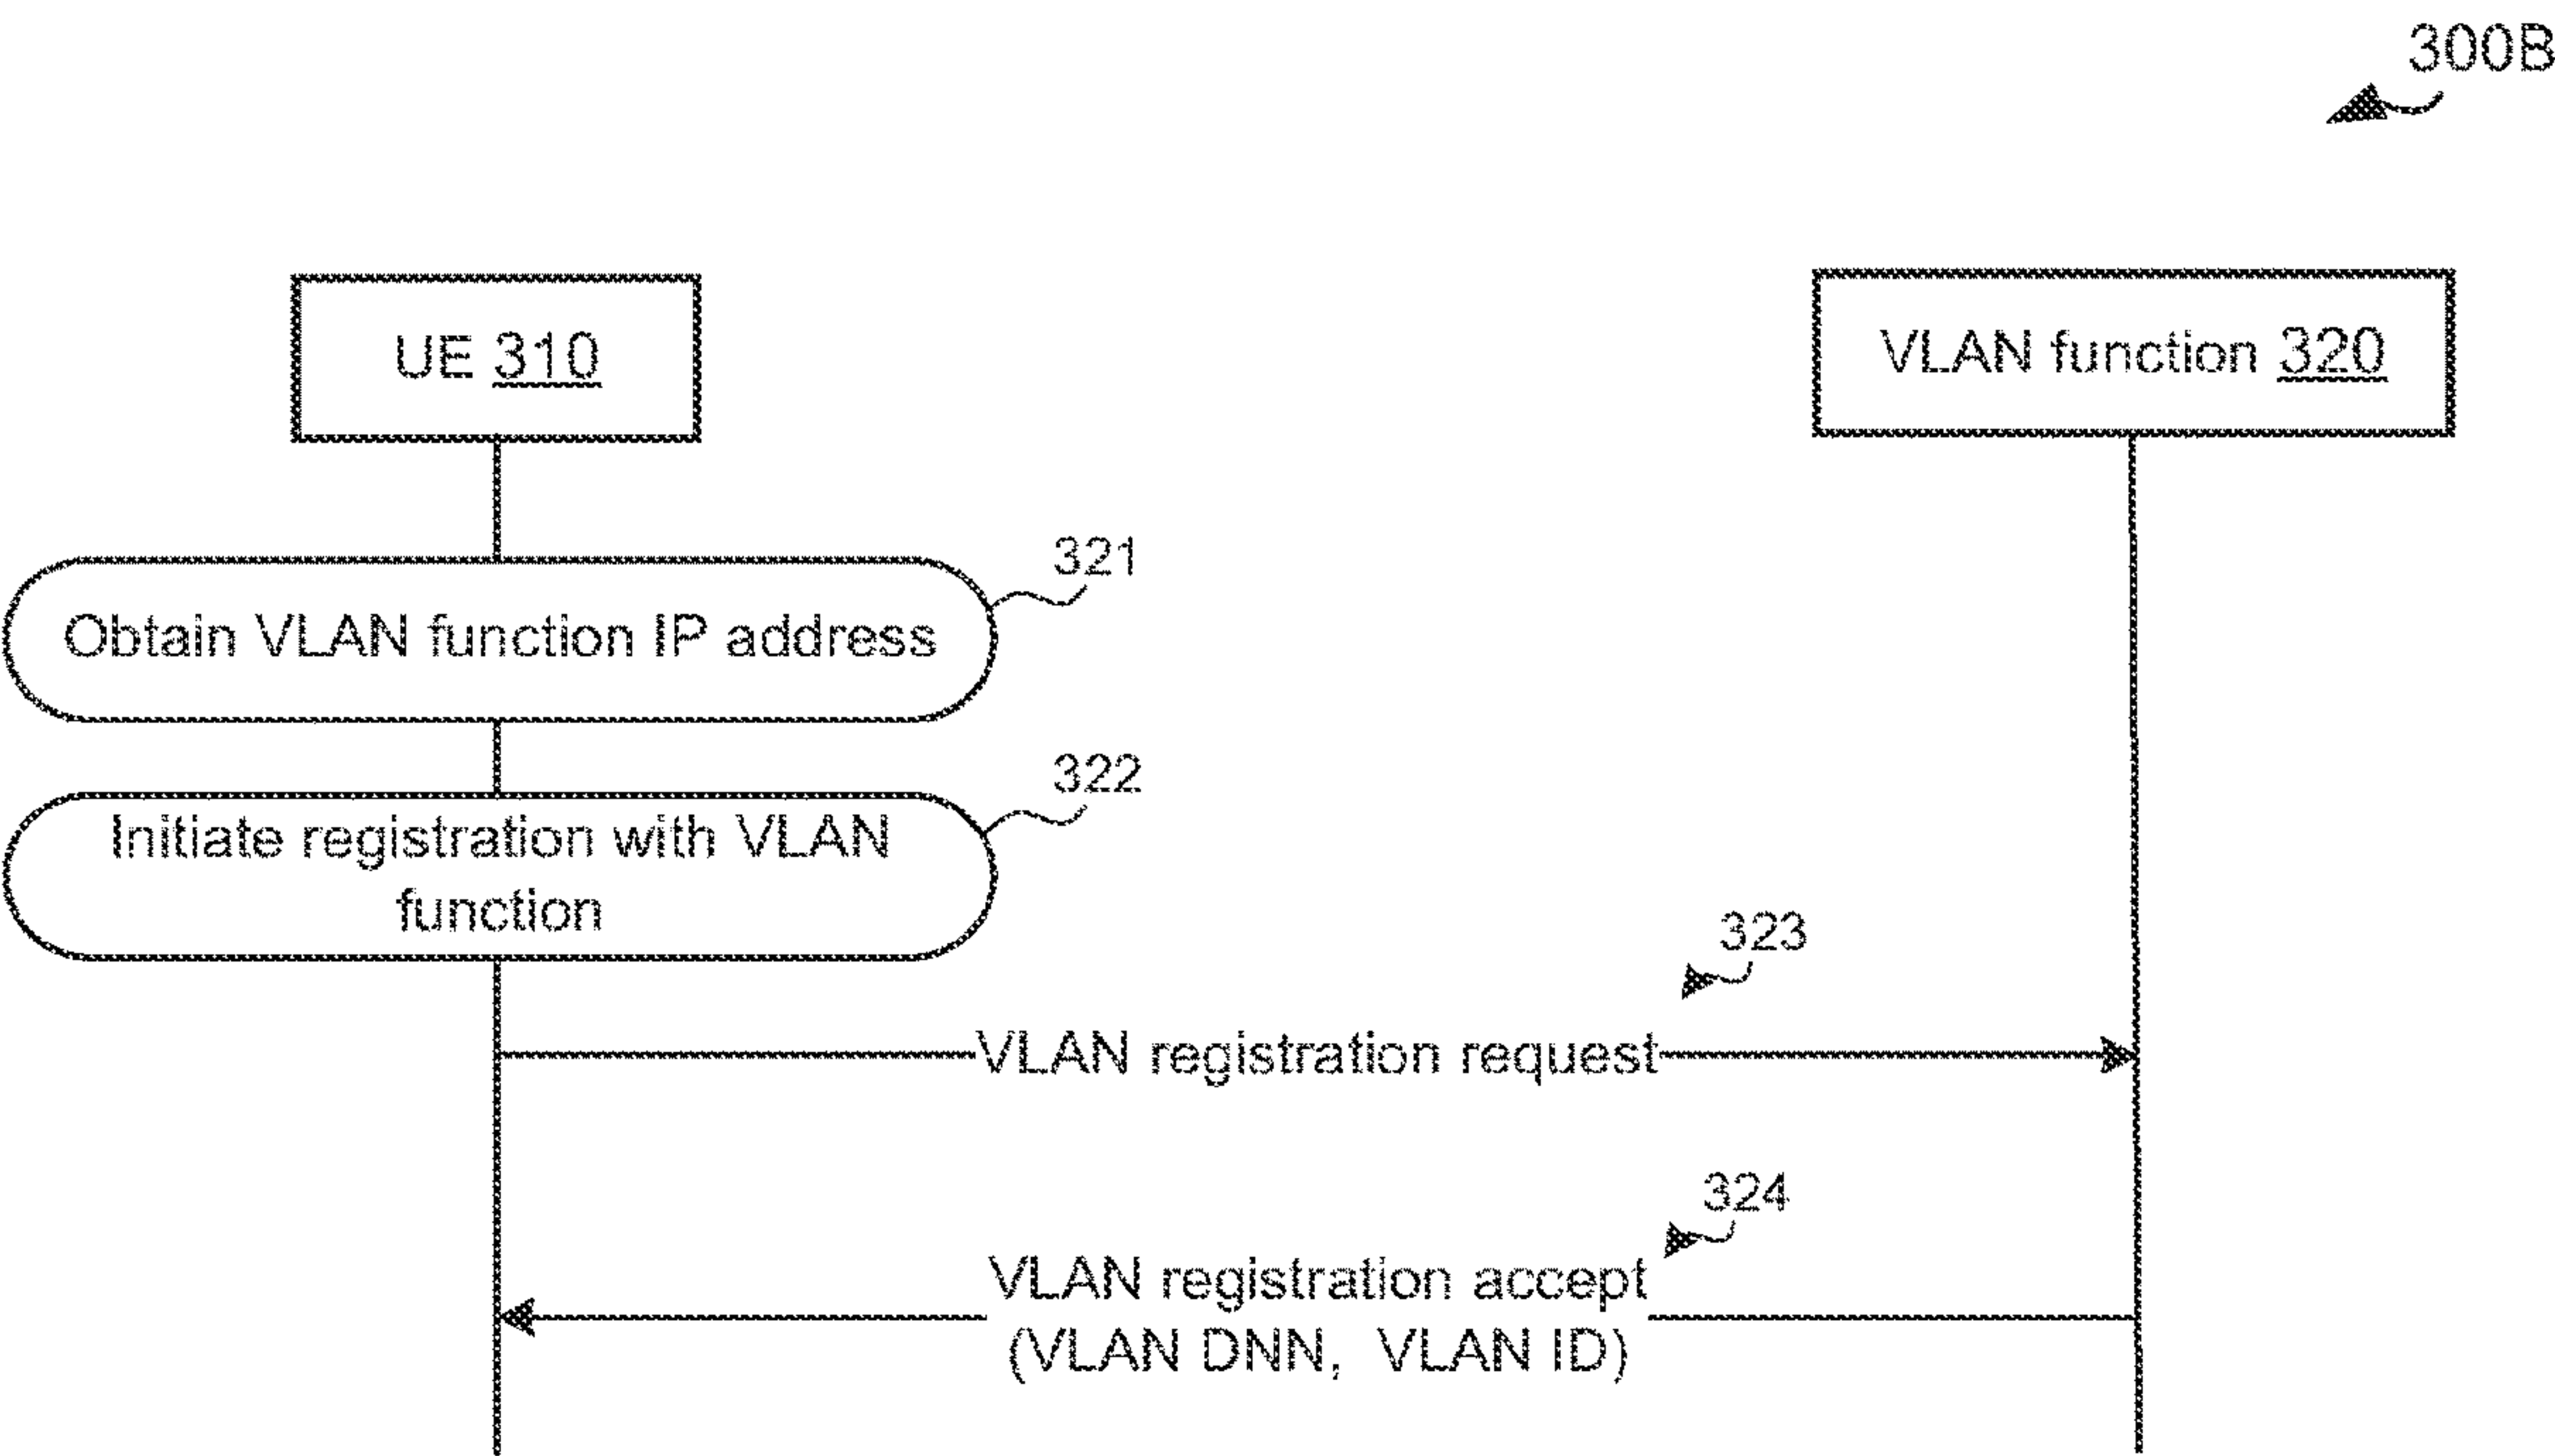 300B
UE 310
VLAN function 320
321
Obtain VLAN function IP address
322
Initiate registration with VLAN
function
323
VLAN registration request
324
VLAN registration accept
(VLAN DNN, VLAN ID)